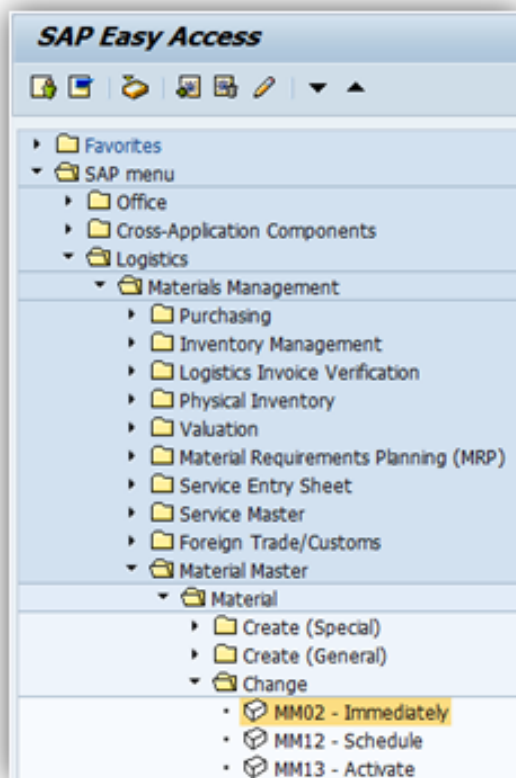 SAP Easy Access
Favorites
SAP menu
Office
Cross-Application Components
Logistics
Materials Management
Purchasing
Inventory Management
Logistics Invoice Verification
Physical Inventory
Valuation
Material Requirements Planning (MRP)
Service Entry Sheet
Service Master
Foreign Trade/Customs
Material Master
Material
Create (Special)
Create (General)
Change
MM02 - Immediately
MM12 - Schedule
MM13 - Activate